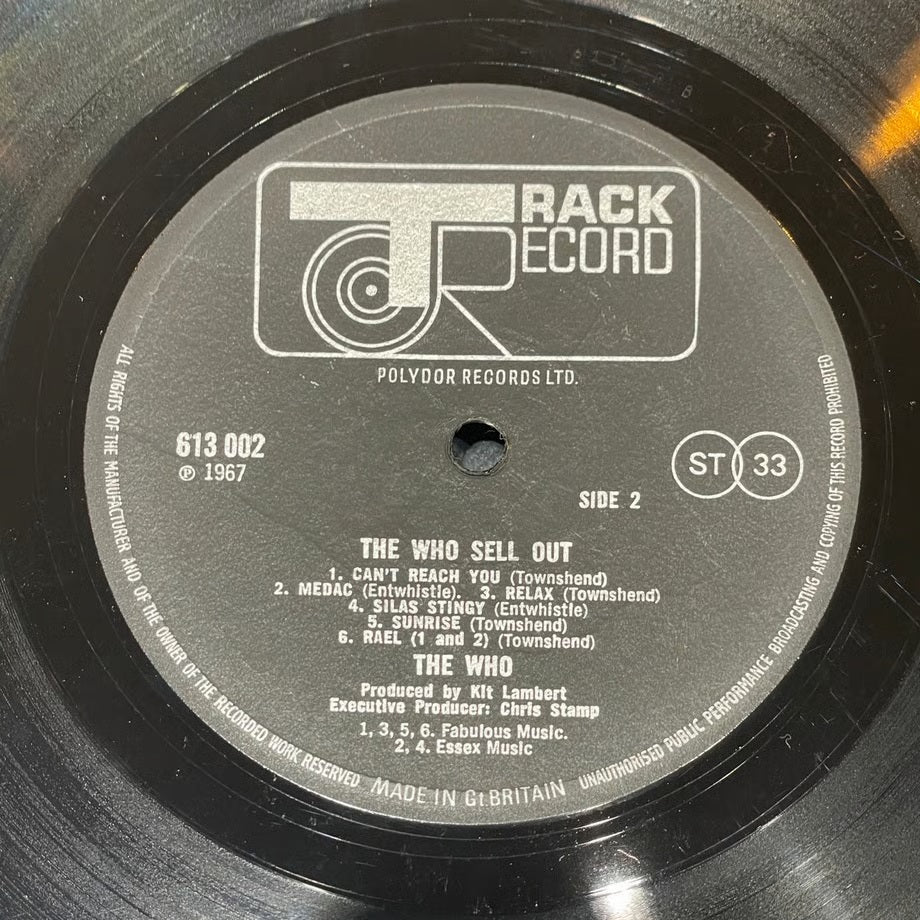 TRACK
RECORD
POLYDOR RECORDS LTD.
613 002
℗ 1967
ST 33
SIDE 2
THE WHO SELL OUT
1. CAN'T REACH YOU (Townshend)
2. MEDAC (Entwhistle). 3. RELAX (Townshend)
4. SILAS STINGY (Entwhistle)
5. SUNRISE (Townshend)
6. RAEL (1 and 2) (Townshend)
THE WHO
Produced by Kit Lambert
Executive Producer: Chris Stamp
1, 3, 5, 6. Fabulous Music.
2, 4. Essex Music
ALL RIGHTS OF THE MANUFACTURER AND OF THE OWNER OF THE RECORDED WORK RESERVED
MADE IN Gt.BRITAIN
UNAUTHORISED PUBLIC PERFORMANCE BROADCASTING AND COPYING OF THIS RECORD PROHIBITED